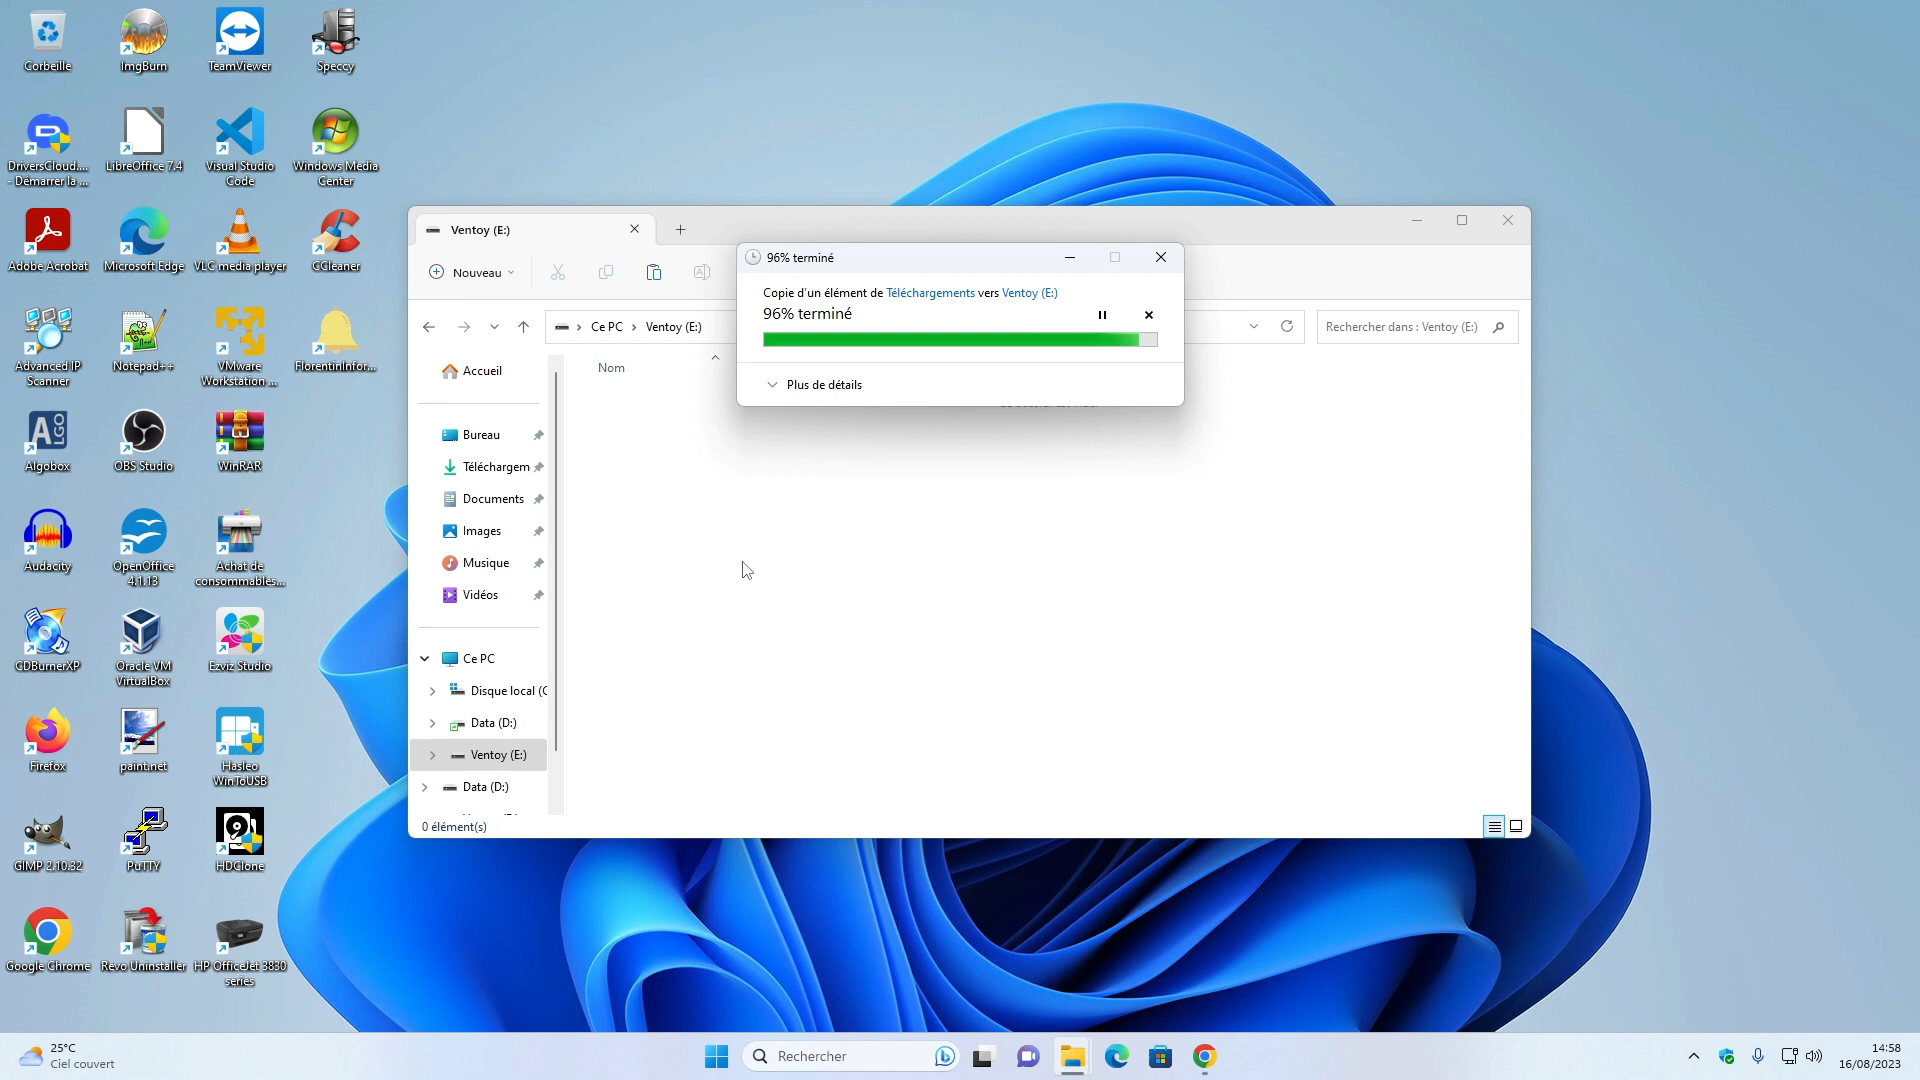 Corbeille
ImgBurn
TeamViewer
Speccy
DriversCloud....
- Démarrer la ...
LibreOffice 7.4
Visual Studio
Code
Windows Media
Center
Adobe Acrobat
Microsoft Edge
VLC media player
CCleaner
Advanced IP
Scanner
Notepad++
VMware
Workstation ...
FlorentinInfor...
Algobox
OBS Studio
WinRAR
Audacity
OpenOffice
4.1.13
Achat de
consommables...
CDBurnerXP
Oracle VM
VirtualBox
Ezviz Studio
Firefox
paint.net
Hasleo
WinToUSB
GIMP 2.10.32
PuTTY
HDClone
Google Chrome
Revo Uninstaller
HP OfficeJet 3830
series
Ventoy (E:)
Nouveau
Ce PC
Ventoy (E:)
Rechercher dans : Ventoy (E:)
Nom
Accueil
Bureau
Téléchargem
Documents
Images
Musique
Vidéos
Ce PC
Disque local (C
Data (D:)
Ventoy (E:)
Data (D:)
0 élément(s)
96% terminé
Copie d'un élément de Téléchargements vers Ventoy (E:)
96% terminé
Plus de détails
25°C
Ciel couvert
Rechercher
14:58
16/08/2023